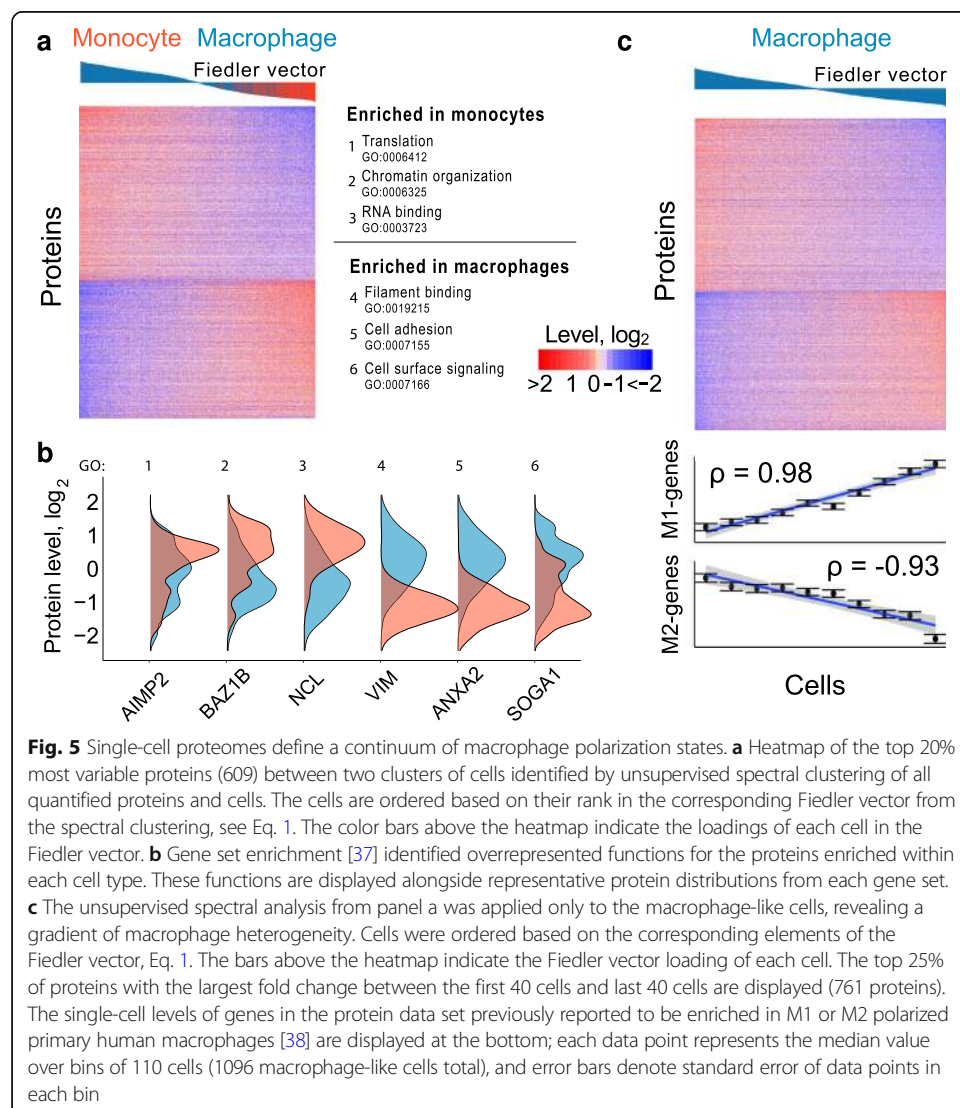 a Monocyte Macrophage
Fiedler vector
Proteins
Enriched in monocytes
1 Translation
GO:0006412
2 Chromatin organization
GO:0006325
3 RNA binding
GO:0003723
Enriched in macrophages
4 Filament binding
GO:0019215
5 Cell adhesion
GO:0007155
6 Cell surface signaling
GO:0007166
Level, log2
>2 1 0 -1 <-2
c Macrophage
Fiedler vector
Proteins
M1-genes
ρ = 0.98
M2-genes
ρ = -0.93
Cells
b
GO: 1 2 3 4 5 6
Protein level, log2
2
1
0
−1
−2
AIMP2 BAZ1B NCL VIM ANXA2 SOGA1
Fig. 5 Single-cell proteomes define a continuum of macrophage polarization states. a Heatmap of the top 20%
most variable proteins (609) between two clusters of cells identified by unsupervised spectral clustering of all
quantified proteins and cells. The cells are ordered based on their rank in the corresponding Fiedler vector from
the spectral clustering, see Eq. 1. The color bars above the heatmap indicate the loadings of each cell in the
Fiedler vector. b Gene set enrichment [37] identified overrepresented functions for the proteins enriched within
each cell type. These functions are displayed alongside representative protein distributions from each gene set.
c The unsupervised spectral analysis from panel a was applied only to the macrophage-like cells, revealing a
gradient of macrophage heterogeneity. Cells were ordered based on the corresponding elements of the
Fiedler vector, Eq. 1. The bars above the heatmap indicate the Fiedler vector loading of each cell. The top 25%
of proteins with the largest fold change between the first 40 cells and last 40 cells are displayed (761 proteins).
The single-cell levels of genes in the protein data set previously reported to be enriched in M1 or M2 polarized
primary human macrophages [38] are displayed at the bottom; each data point represents the median value
over bins of 110 cells (1096 macrophage-like cells total), and error bars denote standard error of data points in
each bin